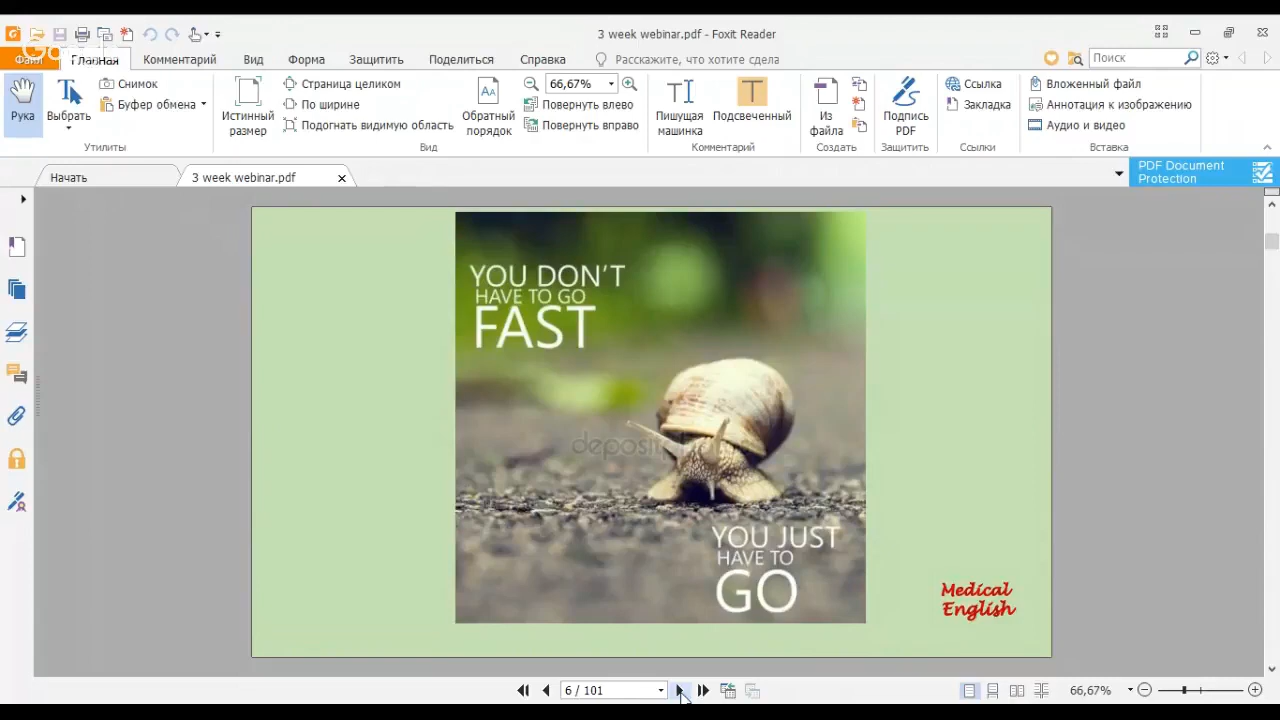 3 week webinar.pdf - Foxit Reader
Файл
Главная
Комментарий
Вид
Форма
Защитить
Поделиться
Справка
Расскажите, что хотите сделать
Поиск
Рука
Выбрать
Снимок
Буфер обмена
Утилиты
Истинный размер
Страница целиком
По ширине
Подогнать видимую область
Обратный порядок
66,67%
Повернуть влево
Повернуть вправо
Вид
Пишущая машинка
Подсвеченный
Комментарий
Из файла
Создать
Подпись PDF
Защитить
Ссылка
Закладка
Ссылки
Вложенный файл
Аннотация к изображению
Аудио и видео
Вставка
Начать
3 week webinar.pdf
PDF Document
Protection
YOU DON'T
HAVE TO GO
FAST
YOU JUST
HAVE TO
GO
Medical
English
6 / 101
66,67%